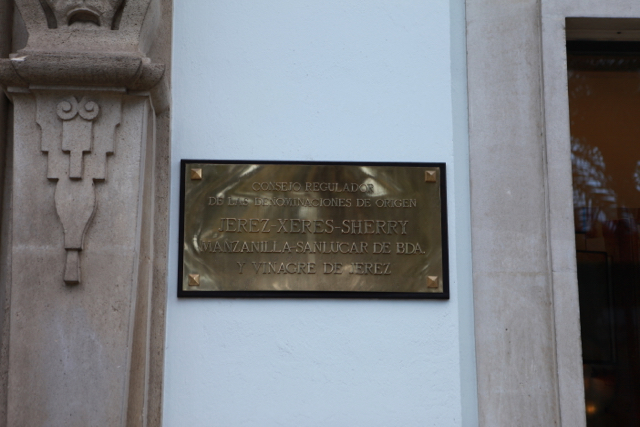 CONSEJO REGULADOR
DE LAS DENOMINACIONES DE ORIGEN
JEREZ-XERES-SHERRY
MANZANILLA-SANLUCAR DE BDA.
Y VINAGRE DE JEREZ